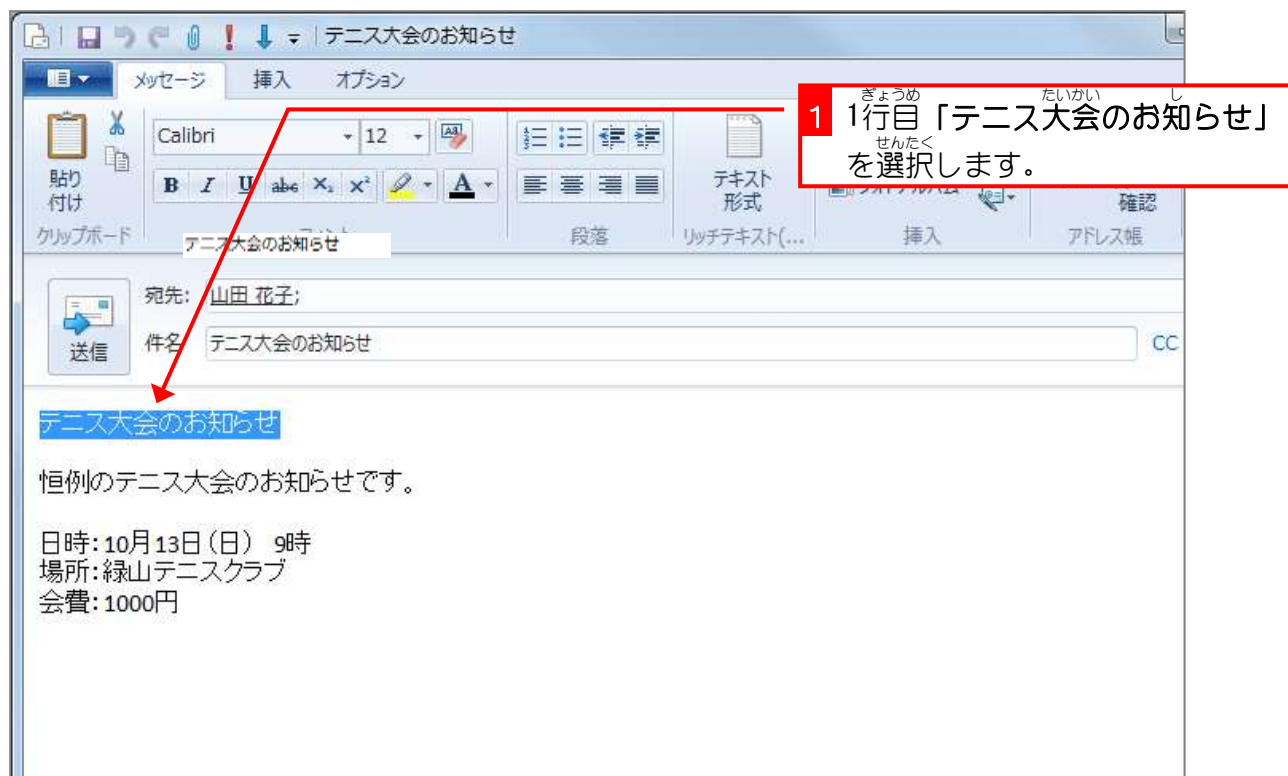 テニス大会のお知らせ
メッセージ 挿入 オプション
1 1行目「テニス大会のお知らせ」
ぎょうめ たいかい し
を選択します。
せんたく
Calibri 12
貼り
付け
B I U abc X₂ X² A
テキスト
形式
確認
クリップボード テニス大会のお知らせ 段落 リッチテキスト(... 挿入 アドレス帳
宛先: 山田 花子;
送信
件名 テニス大会のお知らせ CC
テニス大会のお知らせ
恒例のテニス大会のお知らせです。
日時:10月13日(日) 9時
場所:緑山テニスクラブ
会費:1000円